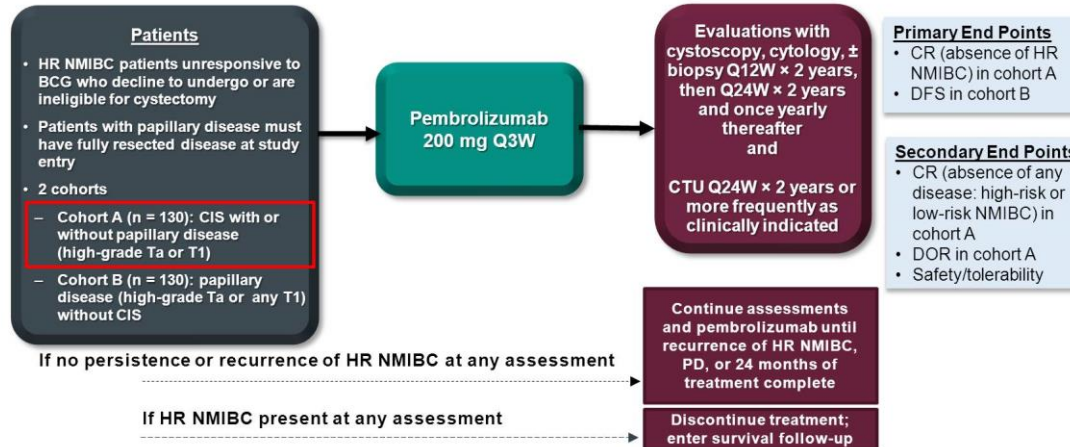 Patients
• HR NMIBC patients unresponsive to
BCG who decline to undergo or are
ineligible for cystectomy
• Patients with papillary disease must
have fully resected disease at study
entry
• 2 cohorts
– Cohort A (n = 130): CIS with or
without papillary disease
(high-grade Ta or T1)
– Cohort B (n = 130): papillary
disease (high-grade Ta or any T1)
without CIS
Pembrolizumab
200 mg Q3W
Evaluations with
cystoscopy, cytology, ±
biopsy Q12W × 2 years,
then Q24W × 2 years
and once yearly
thereafter
and
CTU Q24W × 2 years or
more frequently as
clinically indicated
Primary End Points
• CR (absence of HR
NMIBC) in cohort A
• DFS in cohort B
Secondary End Points
• CR (absence of any
disease: high-risk or
low-risk NMIBC) in
cohort A
• DOR in cohort A
• Safety/tolerability
If no persistence or recurrence of HR NMIBC at any assessment
Continue assessments
and pembrolizumab until
recurrence of HR NMIBC,
PD, or 24 months of
treatment complete
If HR NMIBC present at any assessment
Discontinue treatment;
enter survival follow-up